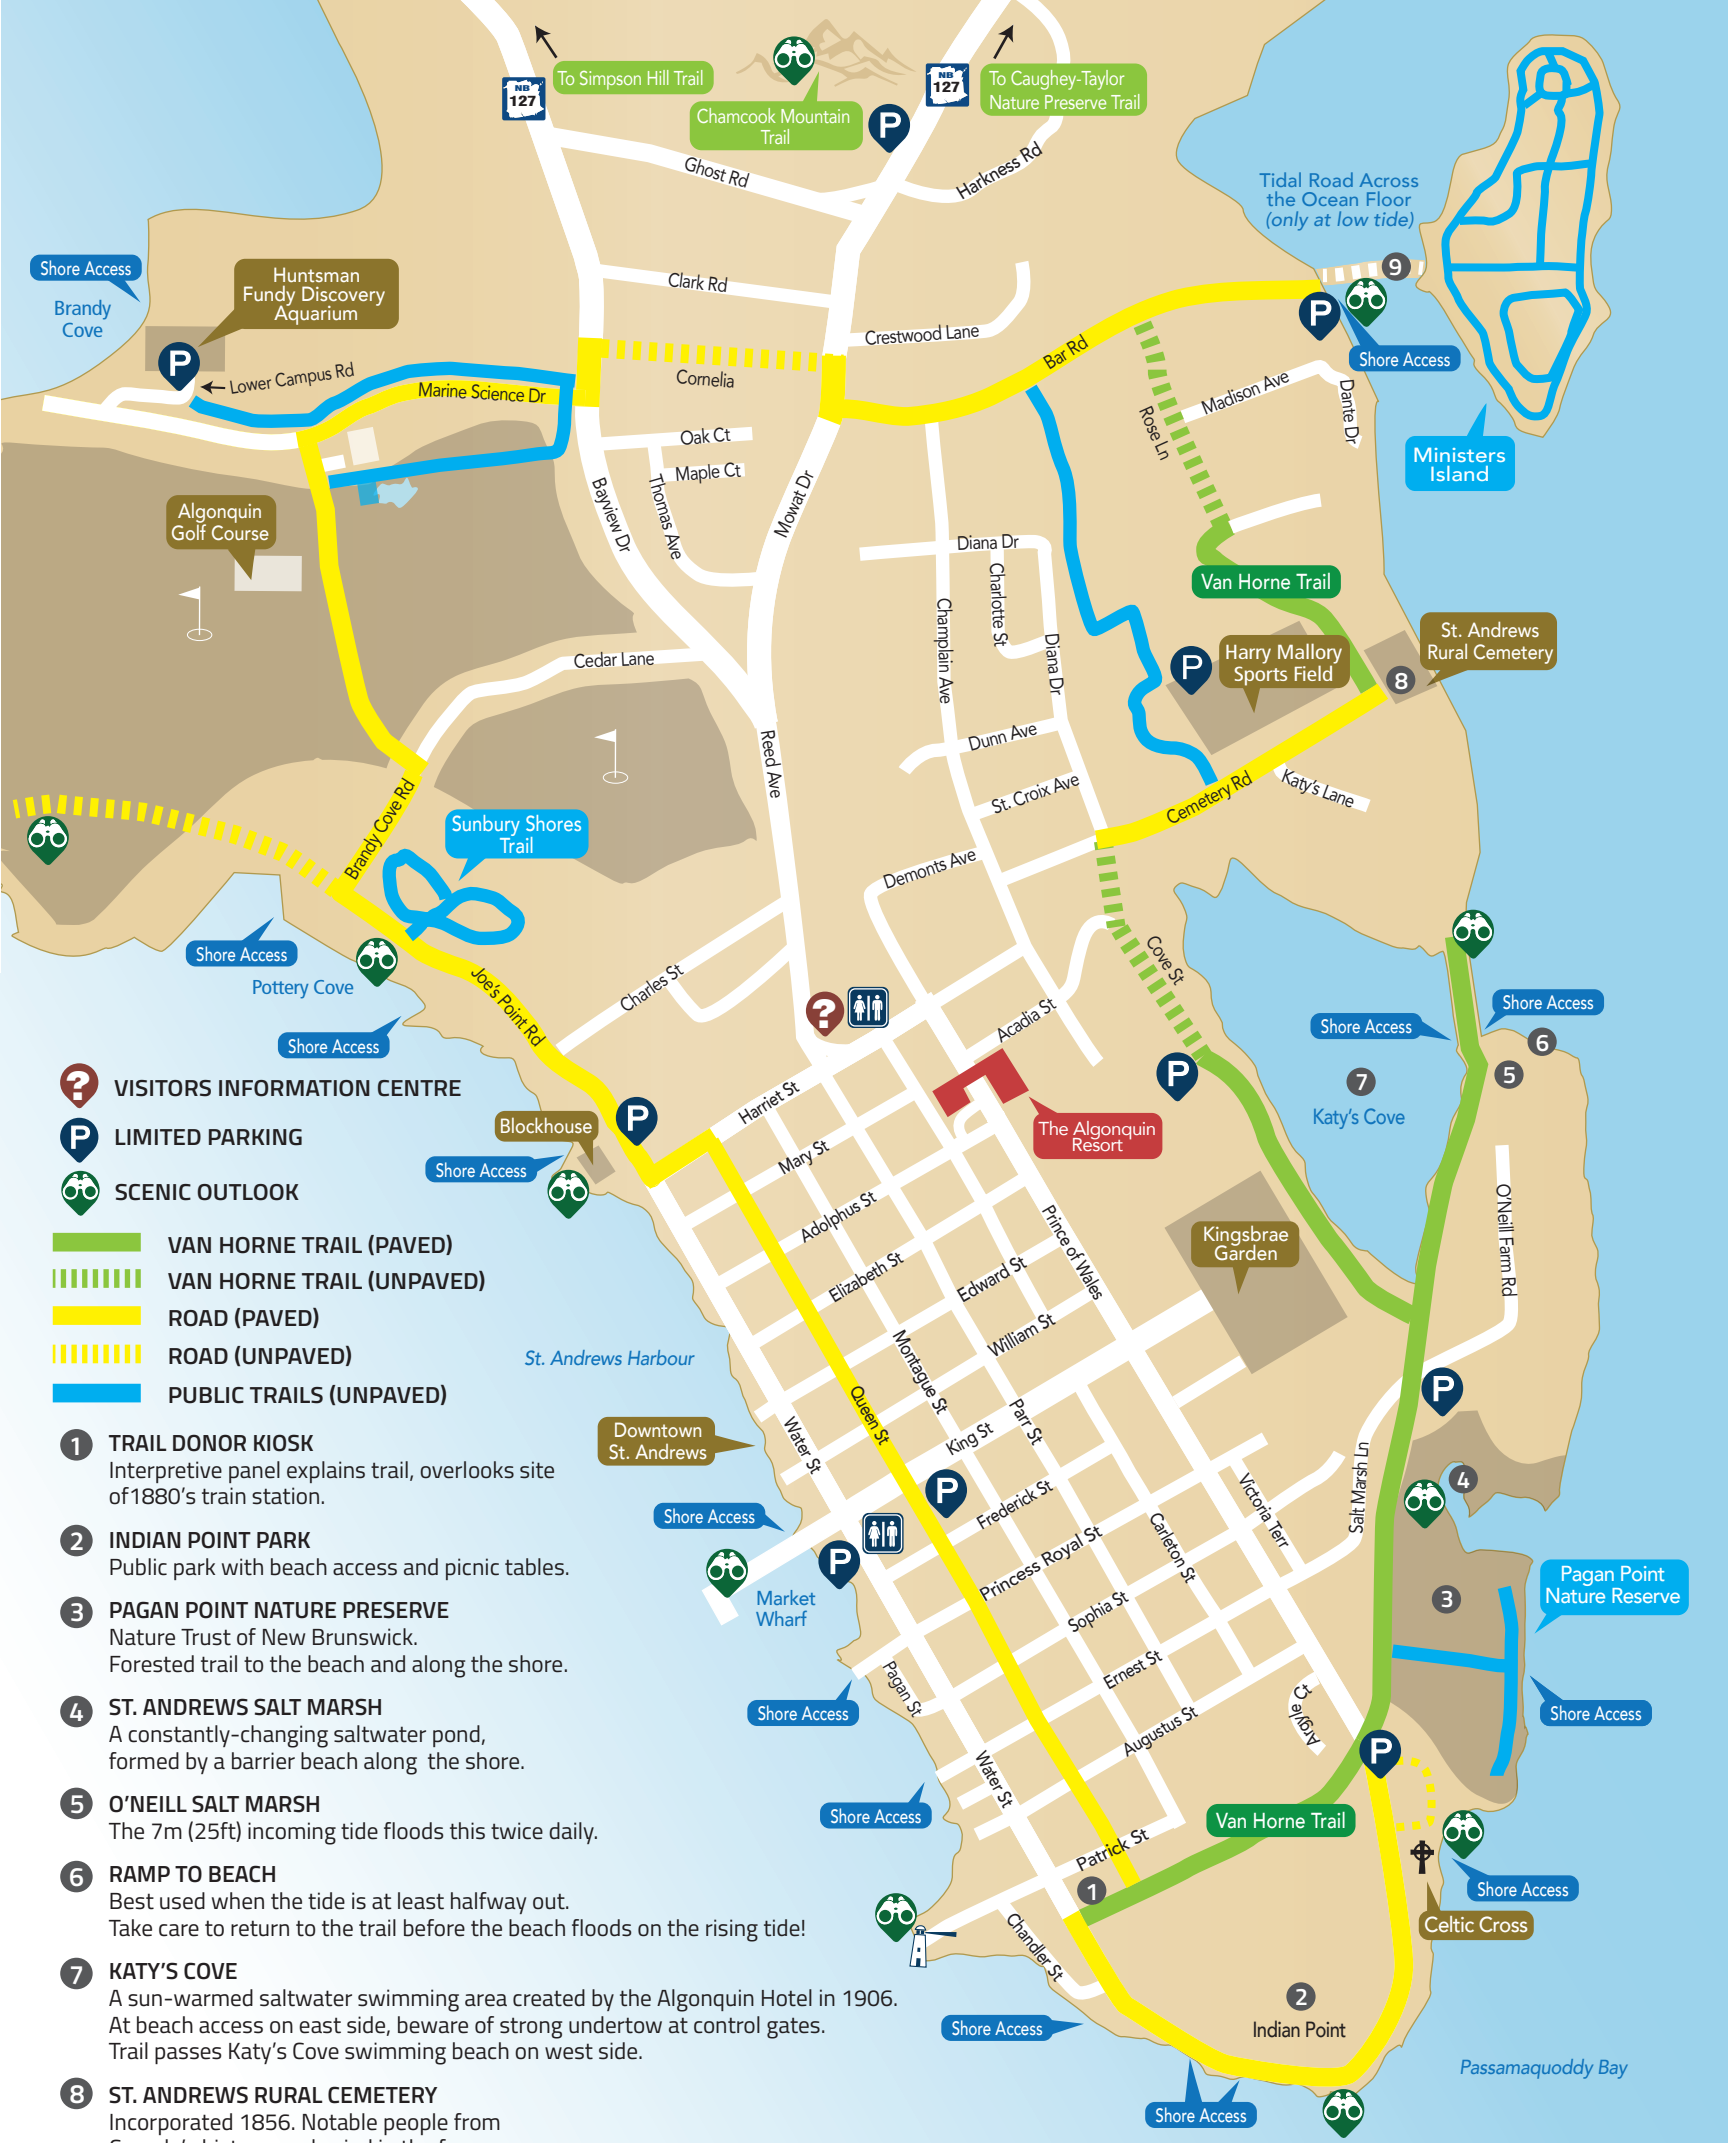 NB
127
To Simpson Hill Trail
Chamcook Mountain
Trail
P
NB
127
To Caughey-Taylor
Nature Preserve Trail
Ghost Rd
Harkness Rd
Tidal Road Across
the Ocean Floor
(only at low tide)
9
Shore Access
Brandy
Cove
Huntsman
Fundy Discovery
Aquarium
P
Lower Campus Rd
Clark Rd
Crestwood Lane
Bar Rd
P
Shore Access
Marine Science Dr
Cornelia
Oak Ct
Maple Ct
Thomas Ave
Bayview Dr
Mowat Dr
Rose Ln
Madison Ave
Dante Dr
Ministers
Island
Algonquin
Golf Course
Diana Dr
Charlotte St
Champlain Ave
Diana Dr
Van Horne Trail
Harry Mallory
Sports Field
P
St. Andrews
Rural Cemetery
8
Cedar Lane
Reed Ave
Dunn Ave
St. Croix Ave
Cemetery Rd
Katy's Lane
Brandy Cove Rd
Sunbury Shores
Trail
Demonts Ave
Shore Access
Pottery Cove
Shore Access
Joe's Point Rd
Charles St
?
Acadia St
Cove St
P
Shore Access
Shore Access
6
5
7
Katy's Cove
? VISITORS INFORMATION CENTRE
P LIMITED PARKING
SCENIC OUTLOOK
VAN HORNE TRAIL (PAVED)
VAN HORNE TRAIL (UNPAVED)
ROAD (PAVED)
ROAD (UNPAVED)
PUBLIC TRAILS (UNPAVED)
Blockhouse
P
Shore Access
Harriet St
Mary St
Adolphus St
Elizabeth St
Edward St
William St
The Algonquin
Resort
Prince of Wales
Kingsbrae
Garden
O'Neill Farm Rd
St. Andrews Harbour
Montague St
Queen St
Parr St
King St
Water St
Downtown
St. Andrews
P
Shore Access
P
Market
Wharf
Frederick St
Princess Royal St
Carleton St
Victoria Terr
Salt Marsh Ln
P
4
3
Pagan Point
Nature Reserve
Sophia St
Ernest St
Augustus St
Argyle Ct
Pagan St
Shore Access
Shore Access
Water St
Shore Access
P
Van Horne Trail
Patrick St
1
Chandler St
Shore Access
Celtic Cross
Shore Access
2
Indian Point
Shore Access
Passamaquoddy Bay
1 TRAIL DONOR KIOSK
Interpretive panel explains trail, overlooks site
of1880's train station.
2 INDIAN POINT PARK
Public park with beach access and picnic tables.
3 PAGAN POINT NATURE PRESERVE
Nature Trust of New Brunswick.
Forested trail to the beach and along the shore.
4 ST. ANDREWS SALT MARSH
A constantly-changing saltwater pond,
formed by a barrier beach along the shore.
5 O'NEILL SALT MARSH
The 7m (25ft) incoming tide floods this twice daily.
6 RAMP TO BEACH
Best used when the tide is at least halfway out.
Take care to return to the trail before the beach floods on the rising tide!
7 KATY'S COVE
A sun-warmed saltwater swimming area created by the Algonquin Hotel in 1906.
At beach access on east side, beware of strong undertow at control gates.
Trail passes Katy's Cove swimming beach on west side.
8 ST. ANDREWS RURAL CEMETERY
Incorporated 1856. Notable people from